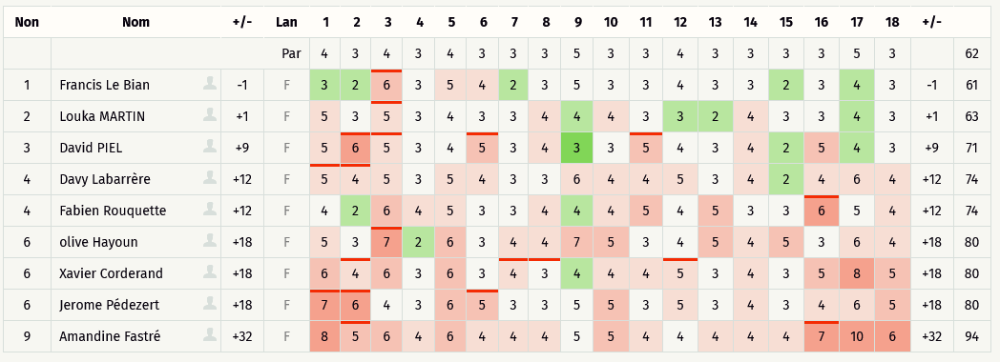 Non Nom +/- Lan 1 2 3 4 5 6 7 8 9 10 11 12 13 14 15 16 17 18 +/-
Par 4 3 4 3 4 3 3 3 5 3 3 4 3 3 3 3 5 3 62
1 Francis Le Bian -1 F 3 2 6 3 5 4 2 3 5 3 3 4 3 3 2 3 4 3 -1 61
2 Louka MARTIN +1 F 5 3 5 3 4 3 3 4 4 4 3 3 2 4 3 3 4 3 +1 63
3 David PIEL +9 F 5 6 5 3 4 5 3 4 3 3 5 4 3 4 2 5 4 3 +9 71
4 Davy Labarrère +12 F 5 4 5 3 5 4 3 3 6 4 4 5 3 4 2 4 6 4 +12 74
4 Fabien Rouquette +12 F 4 2 6 4 5 3 3 4 4 4 5 4 5 3 3 6 5 4 +12 74
6 olive Hayoun +18 F 5 3 7 2 6 3 4 4 7 5 3 4 5 4 5 3 6 4 +18 80
6 Xavier Corderand +18 F 6 4 6 3 6 3 4 3 4 4 4 5 3 4 3 5 8 5 +18 80
6 Jerome Pédezert +18 F 7 6 4 3 6 5 3 3 5 5 3 5 3 4 3 4 6 5 +18 80
9 Amandine Fastré +32 F 8 5 6 4 6 4 4 4 5 5 4 4 4 4 4 7 10 6 +32 94